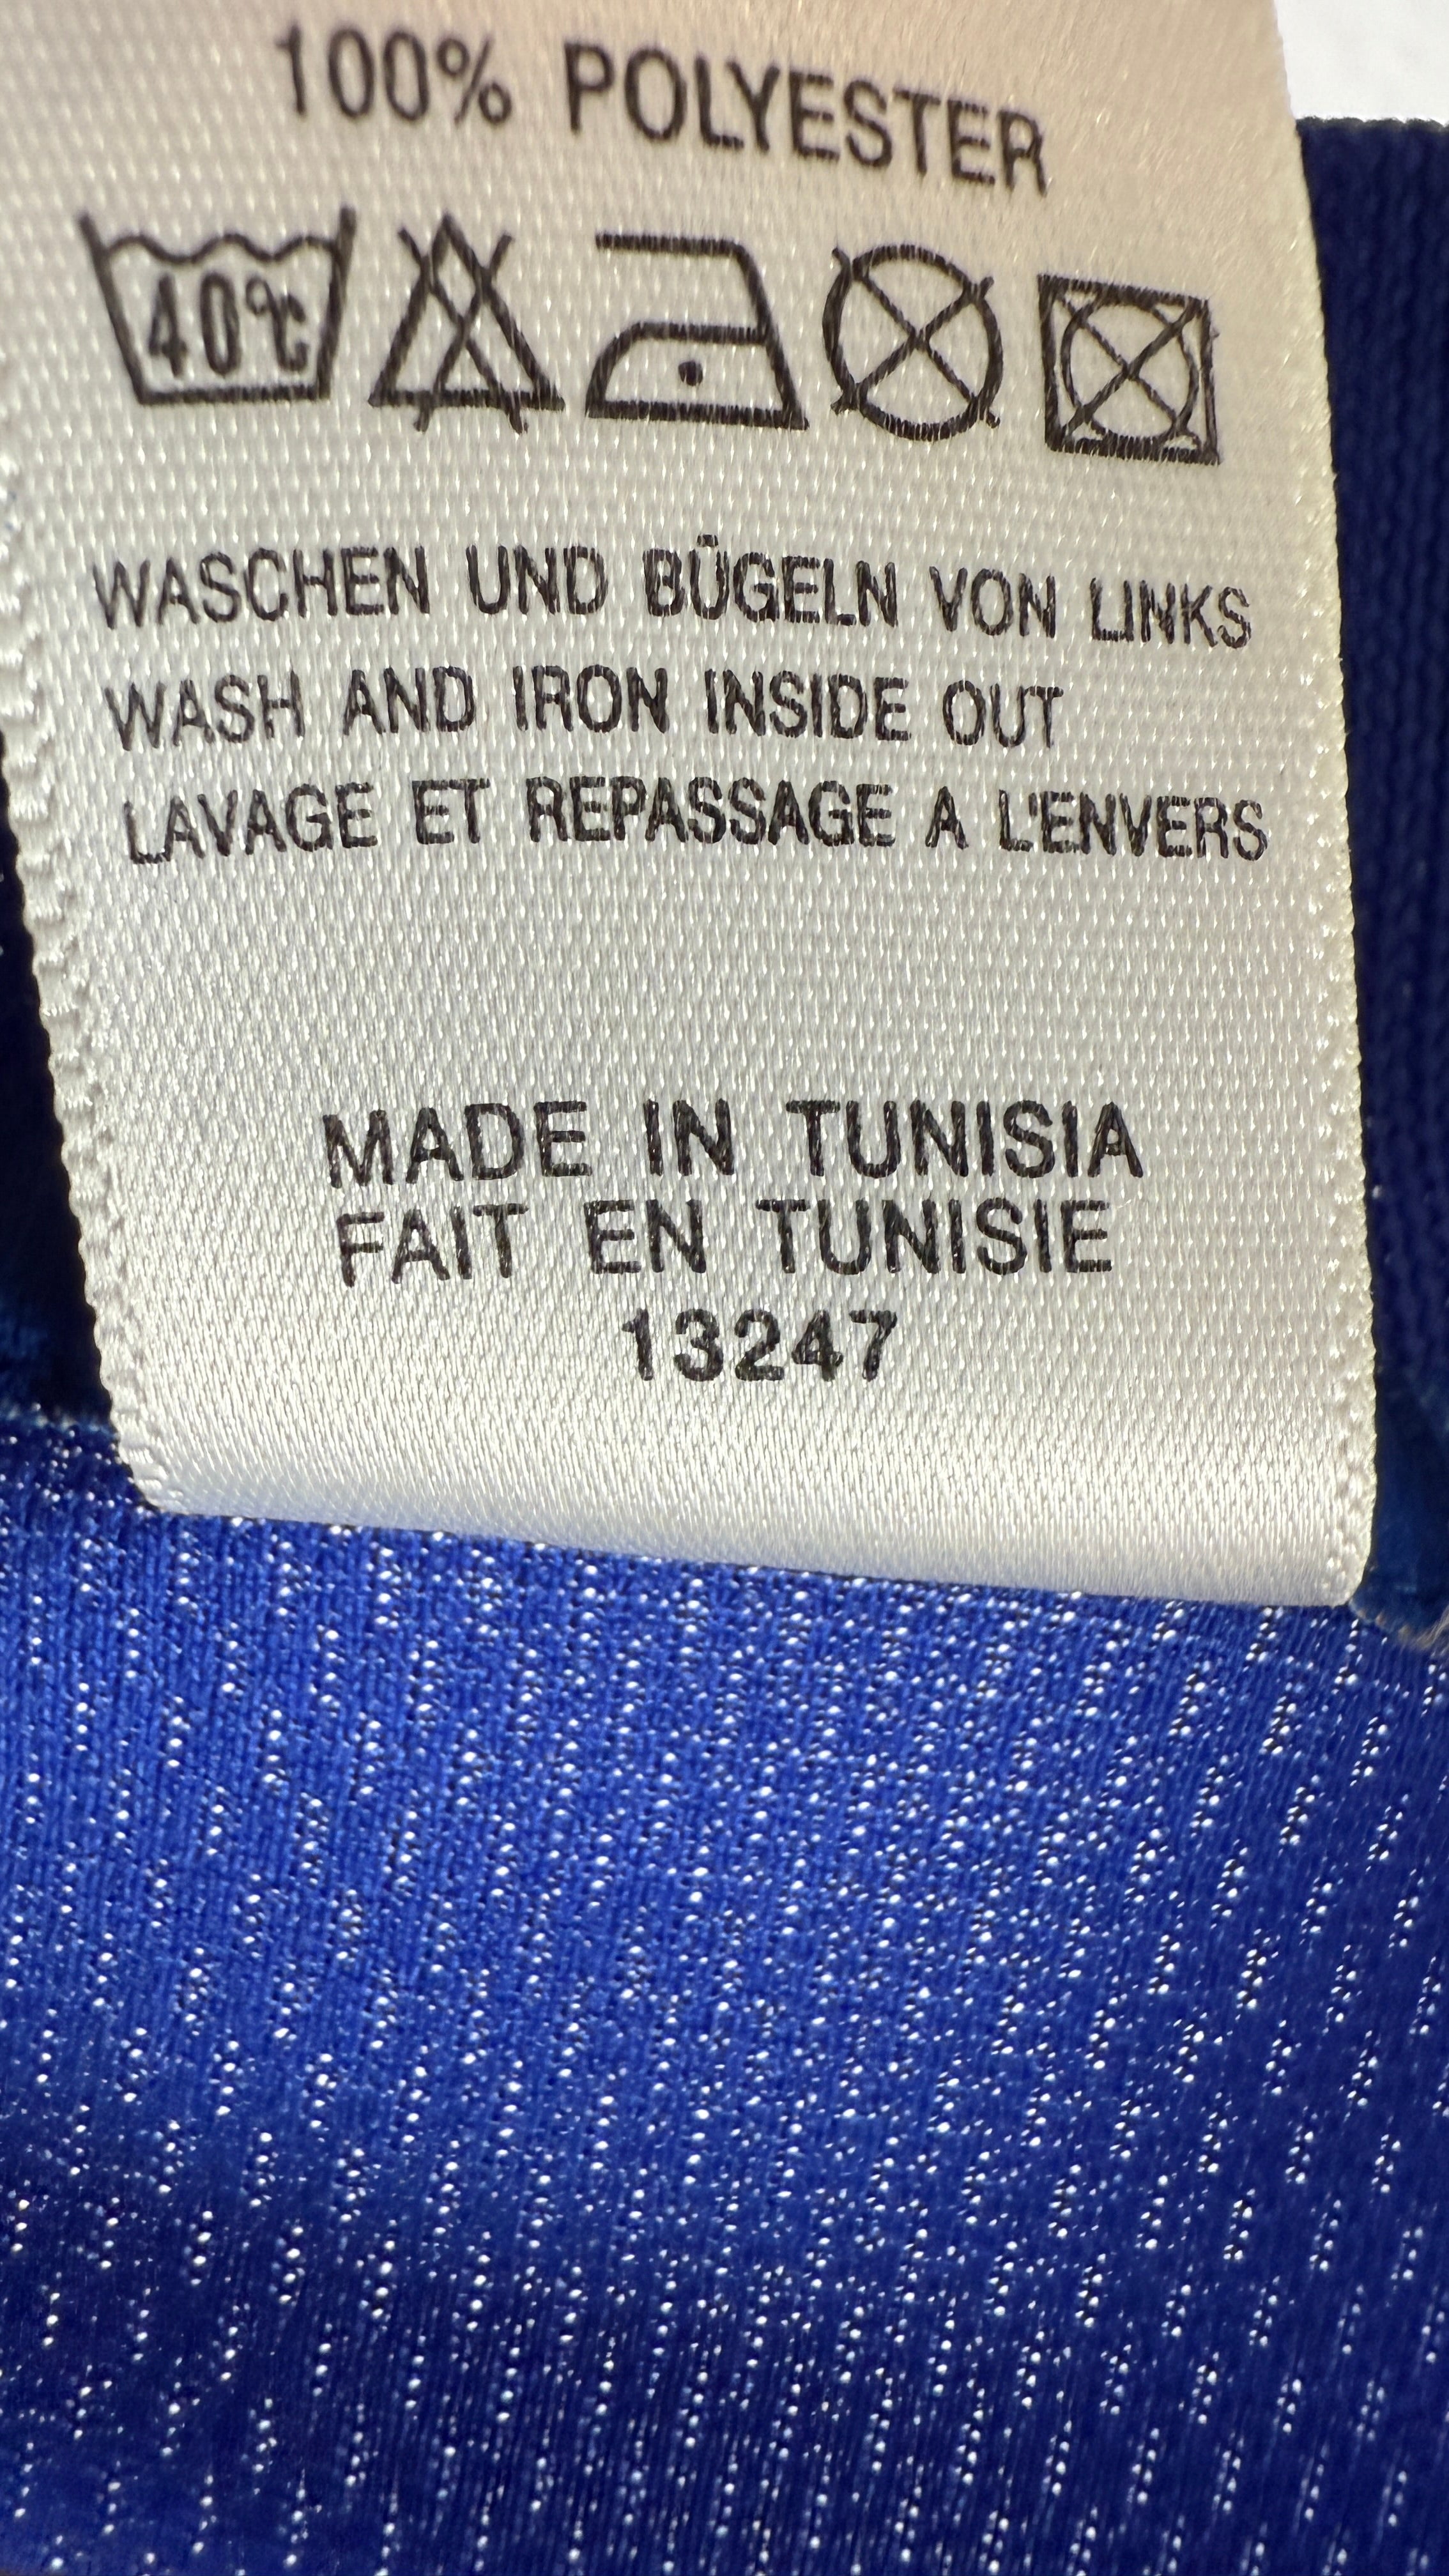 100% POLYESTER
40°C
WASCHEN UND BÜGELN VON LINKS
WASH AND IRON INSIDE OUT
LAVAGE ET REPASSAGE A L'ENVERS
MADE IN TUNISIA
FAIT EN TUNISIE
13247